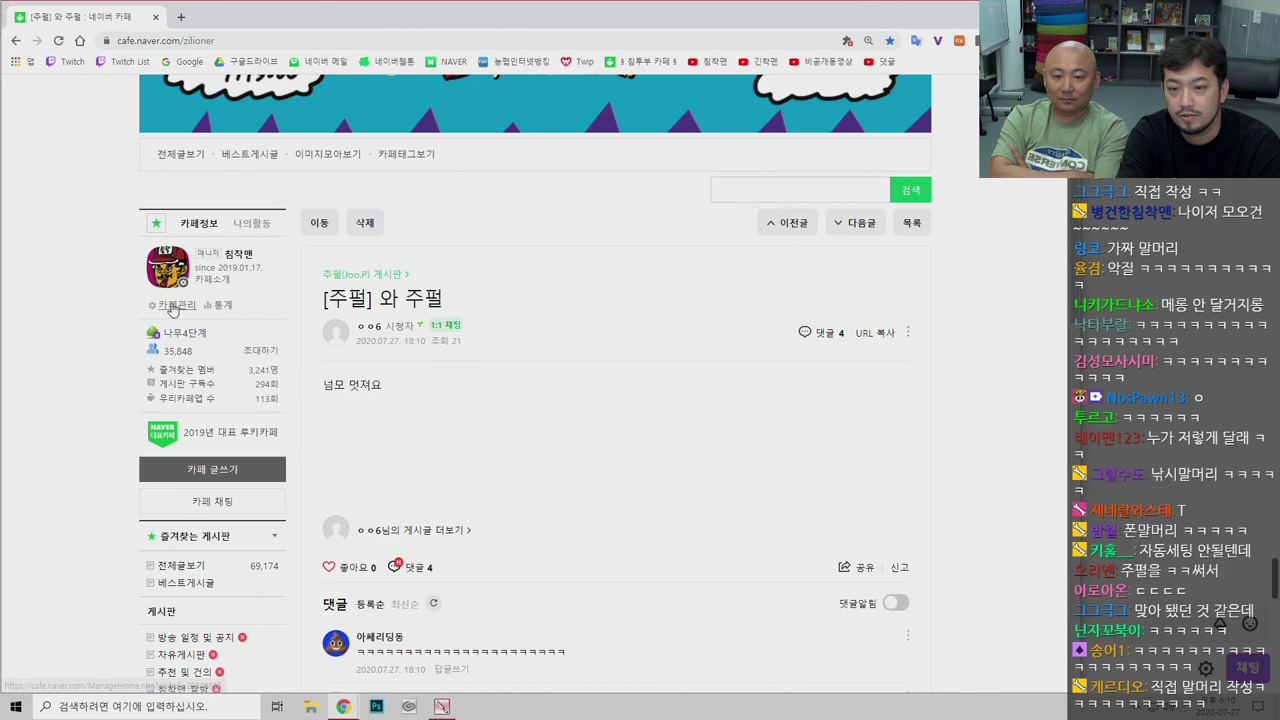 [주펄] 와 주펄 : 네이버 카페
cafe.naver.com/zilioner
앱 Twitch Twitch List Google 구글드라이브 네이버 메일 네이버웹툰 NAVER 농협인터넷뱅킹 Twip § 침투부 카페 § 침착맨 긴착맨 비공개동영상 댓글
전체글보기 · 베스트게시글 · 이미지모아보기 · 카페태그보기
검색
카페정보 나의활동
매니저 침착맨
since 2019.01.17.
카페소개
카페관리 통계
나무4단계
35,848 초대하기
즐겨찾는 멤버 3,241명
게시판 구독수 294회
우리카페앱 수 113회
NAVER
대표카페
2019년 대표 루키카페
카페 글쓰기
카페 채팅
즐겨찾는 게시판
전체글보기 69,174
베스트게시글
게시판
방송 일정 및 공지
자유게시판
추천 및 건의
이동 삭제
이전글 다음글 목록
주펄(Joo.P) 게시판 >
[주펄] 와 주펄
ㅇㅇ6 시청자 1:1 채팅
2020.07.27. 18:10 조회 21
댓글 4 URL 복사
넘모 멋져요
ㅇㅇ6님의 게시글 더보기 >
좋아요 0 댓글 4
공유 신고
댓글 등록순 최신순
댓글알림
아페리딩동
ㅋㅋㅋㅋㅋㅋㅋㅋㅋㅋㅋㅋㅋㅋㅋㅋㅋㅋㅋㅋㅋ
2020.07.27. 18:10 답글쓰기
CONVERSE
그그극그: 직접 작성 ㅋㅋ
병건한침착맨: 나이저 모오건
~~~~~~
링코: 가짜 말머리
율겸: 악질 ㅋㅋㅋㅋㅋㅋㅋㅋㅋㅋ
ㅋ
니키가드냐소: 메롱 안 달거지롱
낙타부랄: ㅋㅋㅋㅋㅋㅋㅋㅋㅋ
ㅋㅋㅋㅋㅋㅋㅋㅋㅋ
김성모사시미: ㅋㅋㅋㅋㅋㅋㅋㅋ
ㅋㅋㅋㅋ
NosPawn13: ㅇ
투르고: ㅋㅋㅋㅋㅋㅋ
레이맨123: 누가 저렇게 달래 ㅋ
ㅋ
그럴수도: 낚시말머리 ㅋㅋㅋㅋ
ㅋ
제네랄와스테: T
밤월: 폰말머리 ㅋㅋㅋㅋㅋ
키홀__: 자동세팅 안될텐데
오리엔: 주펄을 ㅋㅋ써서
아로아온: ㄷㄷㄷㄷ
그그극그: 맞아 됐던 것 같은데
닌자꼬북이: ㅋㅋㅋㅋㅋㅋ
송어1: ㅋㅋㅋㅋㅋㅋㅋㅋㅋㅋ
ㅋㅋㅋㅋㅋㅋㅋㅋㅋ
채팅
케르디오: 직접 말머리 작성ㅋ
검색하려면 여기에 입력하십시오.
오후 6:10
2020-07-27